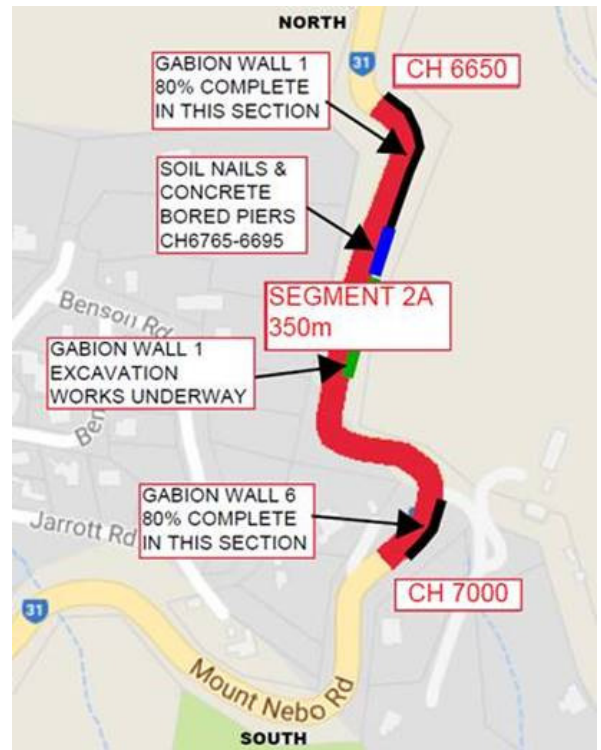 NORTH
GABION WALL 1
80% COMPLETE
IN THIS SECTION
31
CH 6650
SOIL NAILS &
CONCRETE
BORED PIERS
CH6765-6695
Benson Rd
SEGMENT 2A
350m
GABION WALL 1
EXCAVATION
WORKS UNDERWAY
Ben
GABION WALL 6
80% COMPLETE
IN THIS SECTION
Jarrott Rd
CH 7000
31
Mount Nebo Rd
SOUTH